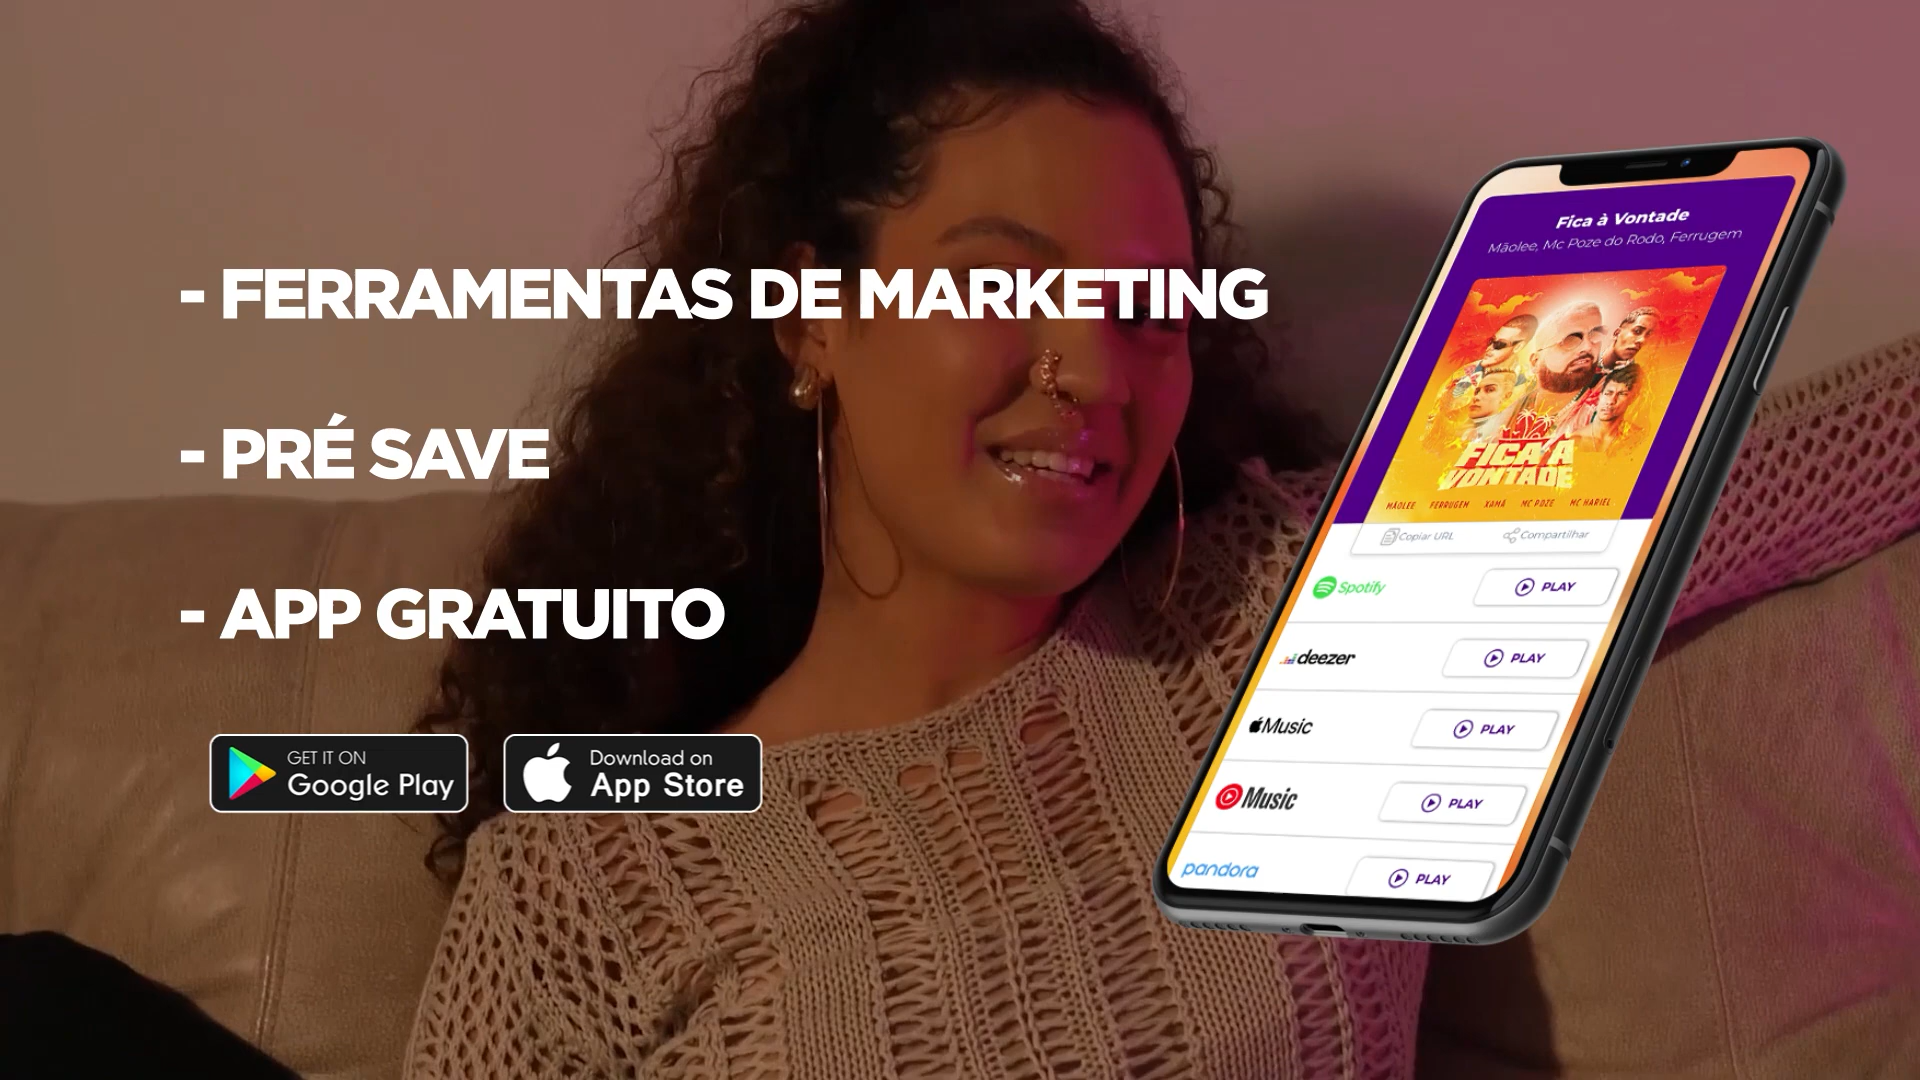 - FERRAMENTAS DE MARKETING
- PRÉ SAVE
- APP GRATUITO
GET IT ON
Google Play
Download on
App Store
Fica à Vontade
Mãolee, Mc Poze do Rodo, Ferrugem
FICA À
VONTADE
MÃOLEE FERRUGEM XAMÃ MC POZE MC HARIEL
Copiar URL Compartilhar
Spotify PLAY
deezer PLAY
Music PLAY
Music PLAY
pandora PLAY